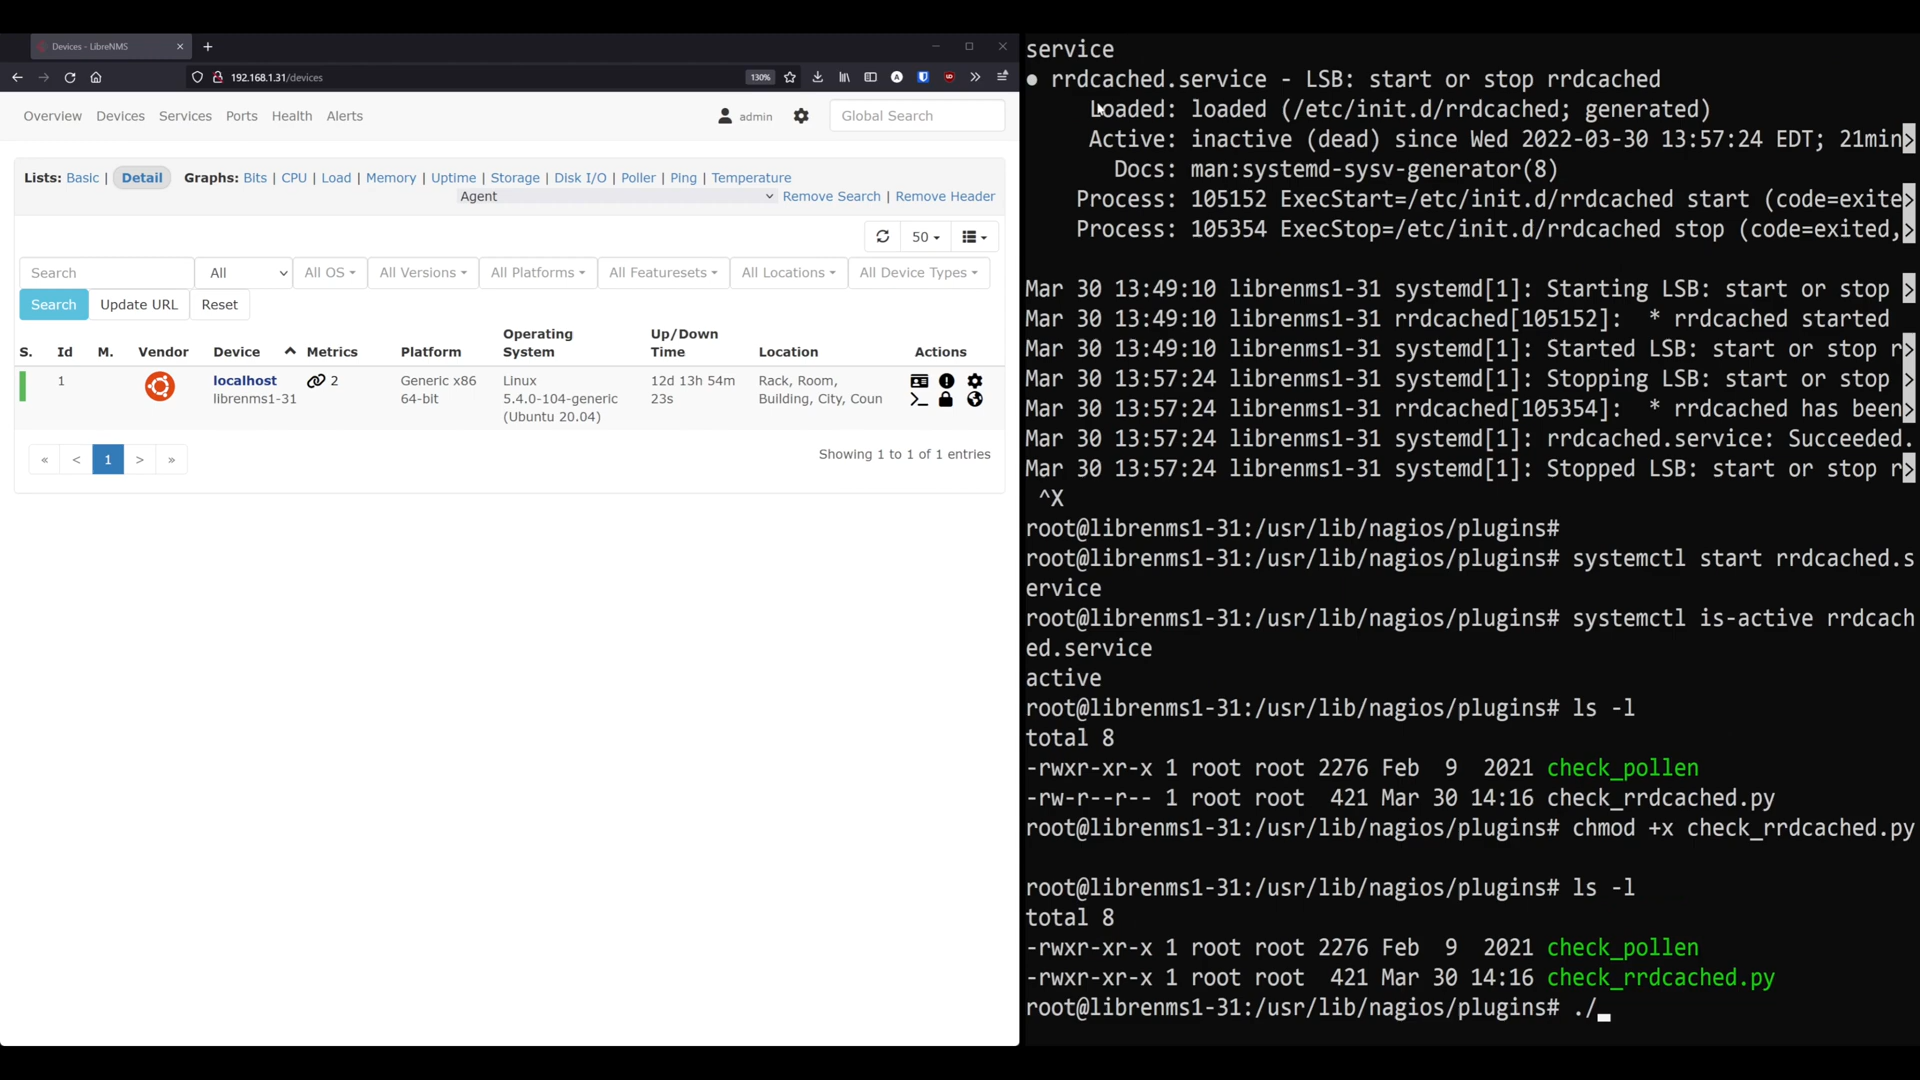 Devices - LibreNMS
192.168.1.31/devices
130%
Overview Devices Services Ports Health Alerts
admin
Global Search
Lists: Basic | Detail Graphs: Bits | CPU | Load | Memory | Uptime | Storage | Disk I/O | Poller | Ping | Temperature
Agent Remove Search | Remove Header
50
Search All All OS All Versions All Platforms All Featuresets All Locations All Device Types
Search Update URL Reset
S. Id M. Vendor Device Metrics Platform Operating System Up/Down Time Location Actions
1 localhost 2 Generic x86 Linux 12d 13h 54m Rack, Room,
librenms1-31 64-bit 5.4.0-104-generic 23s Building, City, Coun
(Ubuntu 20.04)
« < 1 > »
Showing 1 to 1 of 1 entries
service
● rrdcached.service - LSB: start or stop rrdcached
Loaded: loaded (/etc/init.d/rrdcached; generated)
Active: inactive (dead) since Wed 2022-03-30 13:57:24 EDT; 21min>
Docs: man:systemd-sysv-generator(8)
Process: 105152 ExecStart=/etc/init.d/rrdcached start (code=exite>
Process: 105354 ExecStop=/etc/init.d/rrdcached stop (code=exited,>
Mar 30 13:49:10 librenms1-31 systemd[1]: Starting LSB: start or stop >
Mar 30 13:49:10 librenms1-31 rrdcached[105152]:  * rrdcached started
Mar 30 13:49:10 librenms1-31 systemd[1]: Started LSB: start or stop r>
Mar 30 13:57:24 librenms1-31 systemd[1]: Stopping LSB: start or stop >
Mar 30 13:57:24 librenms1-31 rrdcached[105354]:  * rrdcached has been>
Mar 30 13:57:24 librenms1-31 systemd[1]: rrdcached.service: Succeeded.
Mar 30 13:57:24 librenms1-31 systemd[1]: Stopped LSB: start or stop r>
^X
root@librenms1-31:/usr/lib/nagios/plugins#
root@librenms1-31:/usr/lib/nagios/plugins# systemctl start rrdcached.s
ervice
root@librenms1-31:/usr/lib/nagios/plugins# systemctl is-active rrdcach
ed.service
active
root@librenms1-31:/usr/lib/nagios/plugins# ls -l
total 8
-rwxr-xr-x 1 root root 2276 Feb  9  2021 check_pollen
-rw-r--r-- 1 root root  421 Mar 30 14:16 check_rrdcached.py
root@librenms1-31:/usr/lib/nagios/plugins# chmod +x check_rrdcached.py
root@librenms1-31:/usr/lib/nagios/plugins# ls -l
total 8
-rwxr-xr-x 1 root root 2276 Feb  9  2021 check_pollen
-rwxr-xr-x 1 root root  421 Mar 30 14:16 check_rrdcached.py
root@librenms1-31:/usr/lib/nagios/plugins# ./